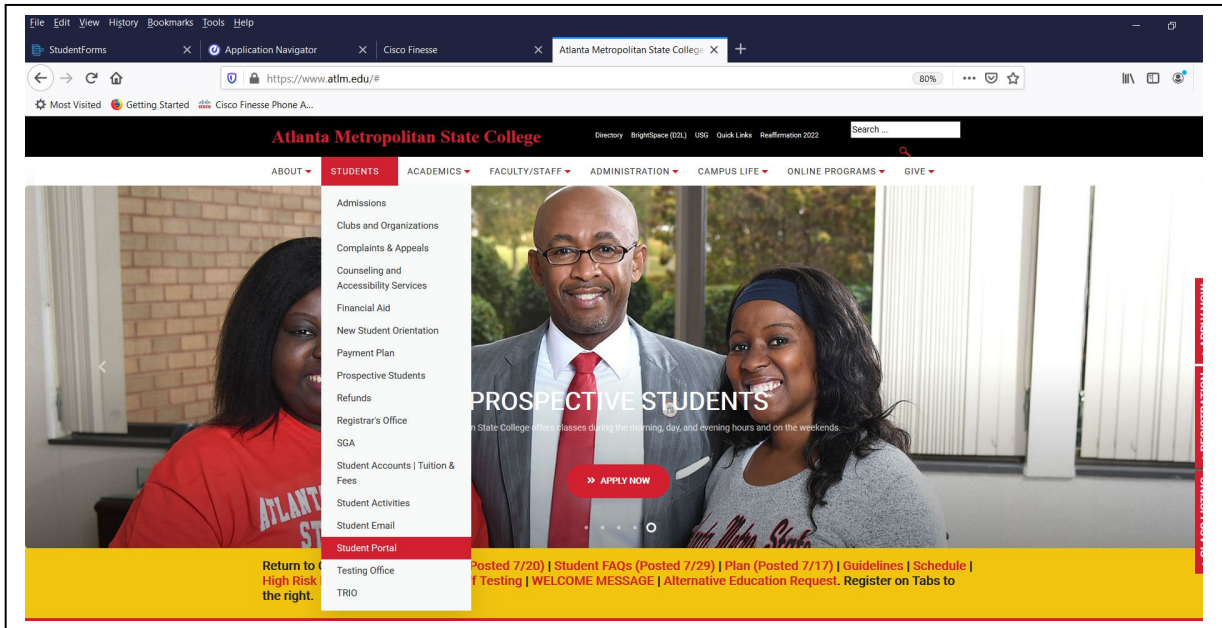 File Edit View History Bookmarks Tools Help
StudentForms Application Navigator Cisco Finesse Atlanta Metropolitan State College
https://www.atlm.edu/# 80%
Most Visited Getting Started Cisco Finesse Phone A...
Atlanta Metropolitan State College Directory BrightSpace (D2L) USG Quick Links Reaffirmation 2022 Search ...
ABOUT STUDENTS ACADEMICS FACULTY/STAFF ADMINISTRATION CAMPUS LIFE ONLINE PROGRAMS GIVE
Admissions
Clubs and Organizations
Complaints & Appeals
Counseling and
Accessibility Services
Financial Aid
New Student Orientation
Payment Plan
Prospective Students
Refunds
Registrar's Office
SGA
Student Accounts | Tuition &
Fees
Student Activities
Student Email
Student Portal
Testing Office
TRIO
PROSPECTIVE STUDENTS
State College offers classes during the morning, day, and evening hours and on the weekends.
» APPLY NOW
APPLY NOW
REGISTRATION
CLASS LISTING
Return to Posted 7/20) | Student FAQs (Posted 7/29) | Plan (Posted 7/17) | Guidelines | Schedule |
High Risk f Testing | WELCOME MESSAGE | Alternative Education Request. Register on Tabs to
the right.